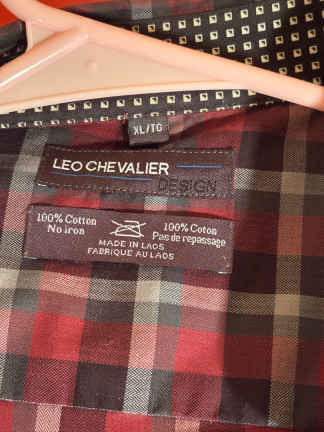 XL/TG
LEO CHEVALIER
DESIGN
100% Cotton
No iron
100% Coton
Pas de repassage
MADE IN LAOS
FABRIQUE AU LAOS